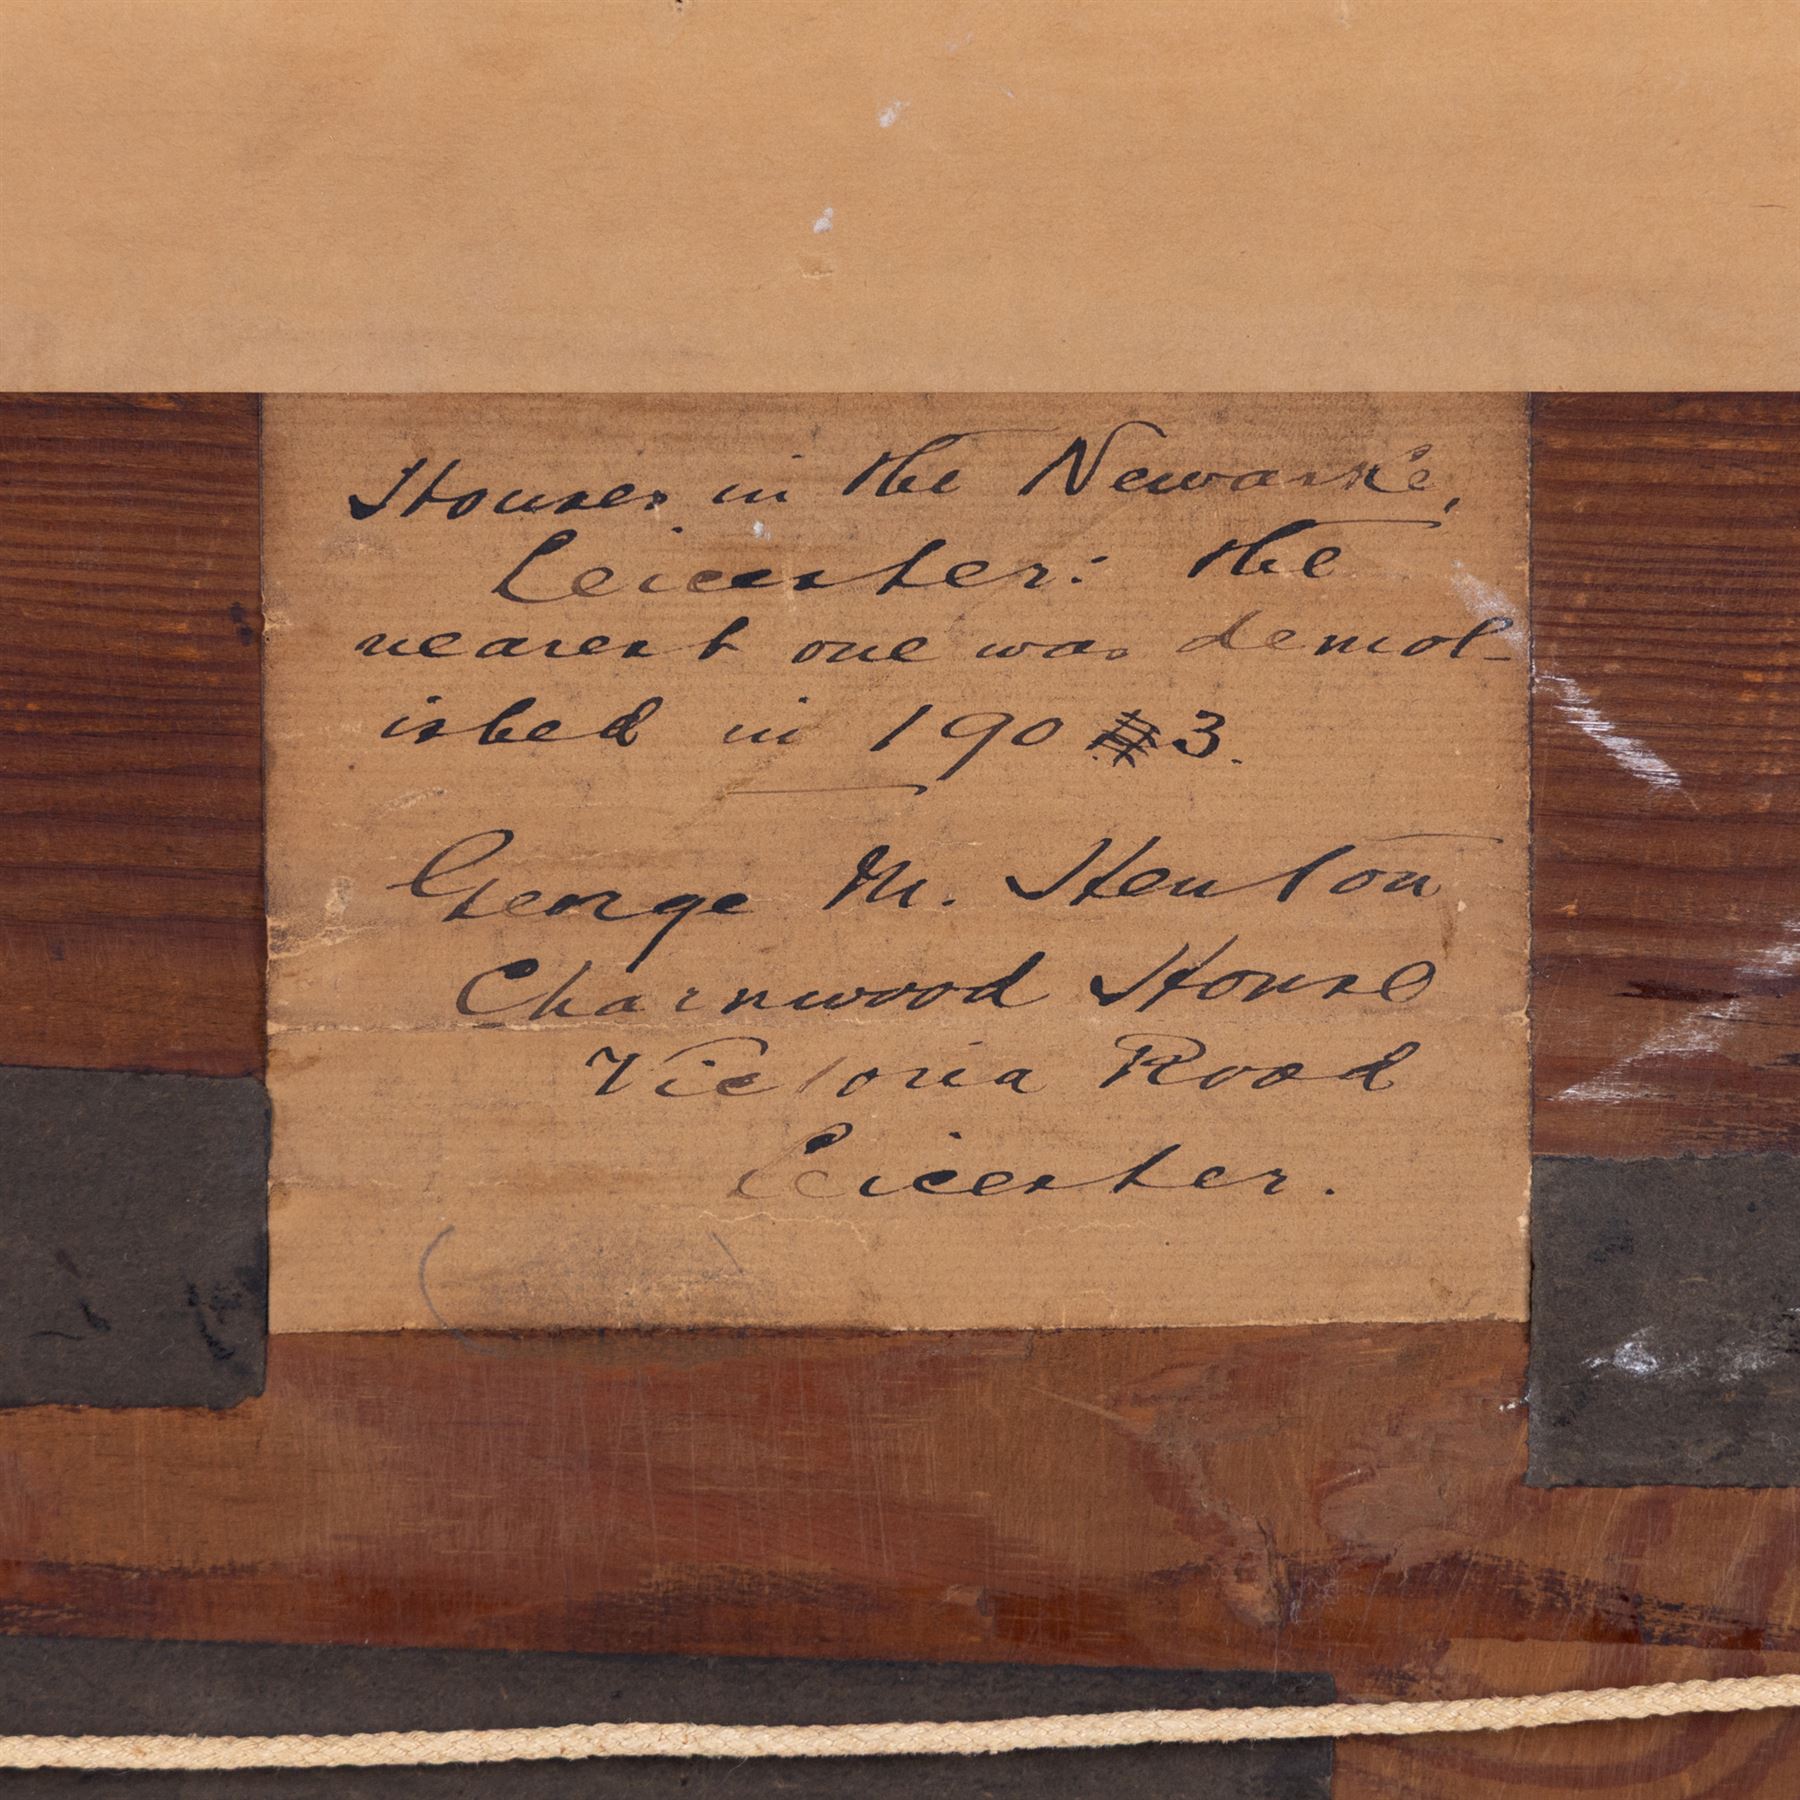 Houses in the Newarke,
Leicester: the
nearest one was demol-
ished in 1903.
George M. Henton
Charnwood House
Victoria Road
Leicester.